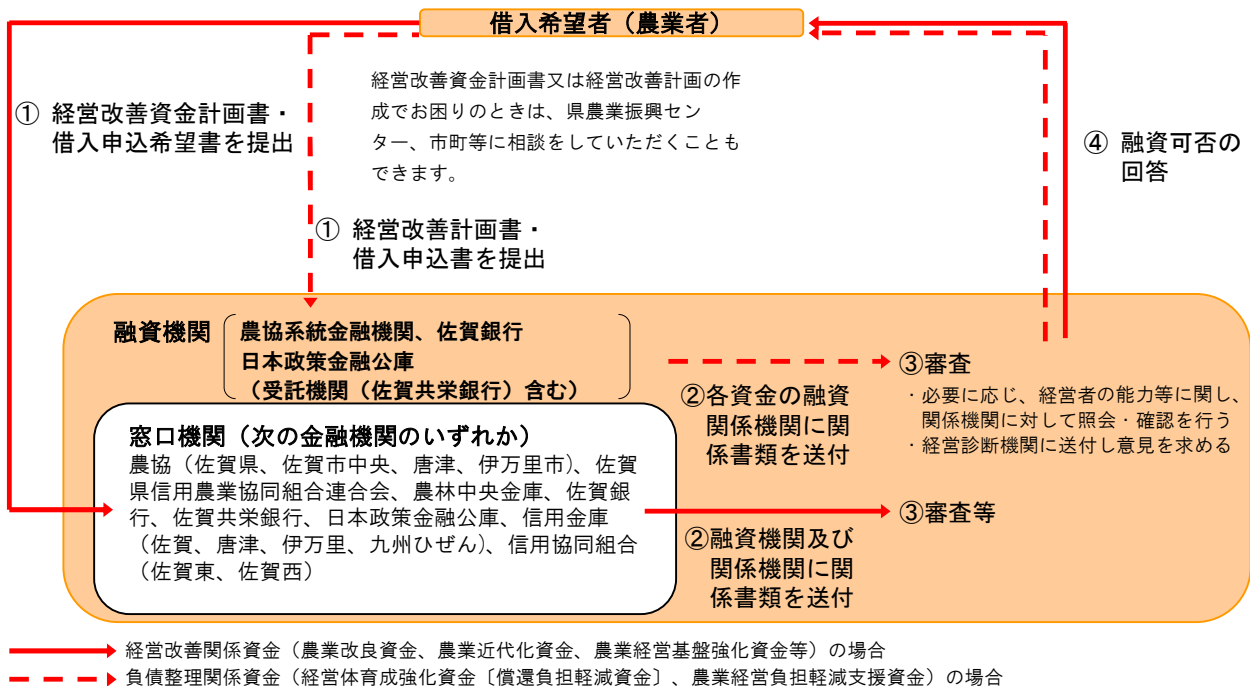 借入希望者（農業者）
経営改善資金計画書又は経営改善計画の作
成でお困りのときは、県農業振興セン
ター、市町等に相談をしていただくことも
できます。
① 経営改善資金計画書・
借入申込希望書を提出
① 経営改善計画書・
借入申込書を提出
④ 融資可否の
回答
融資機関
農協系統金融機関、佐賀銀行
日本政策金融公庫
（受託機関（佐賀共栄銀行）含む）
②各資金の融資
関係機関に関
係書類を送付
③審査
・必要に応じ、経営者の能力等に関し、
関係機関に対して照会・確認を行う
・経営診断機関に送付し意見を求める
窓口機関（次の金融機関のいずれか）
農協（佐賀県、佐賀市中央、唐津、伊万里市）、佐賀
県信用農業協同組合連合会、農林中央金庫、佐賀銀
行、佐賀共栄銀行、日本政策金融公庫、信用金庫
（佐賀、唐津、伊万里、九州ひぜん）、信用協同組合
（佐賀東、佐賀西）
②融資機関及び
関係機関に関
係書類を送付
③審査等
経営改善関係資金（農業改良資金、農業近代化資金、農業経営基盤強化資金等）の場合
負債整理関係資金（経営体育成強化資金〔償還負担軽減資金〕、農業経営負担軽減支援資金）の場合